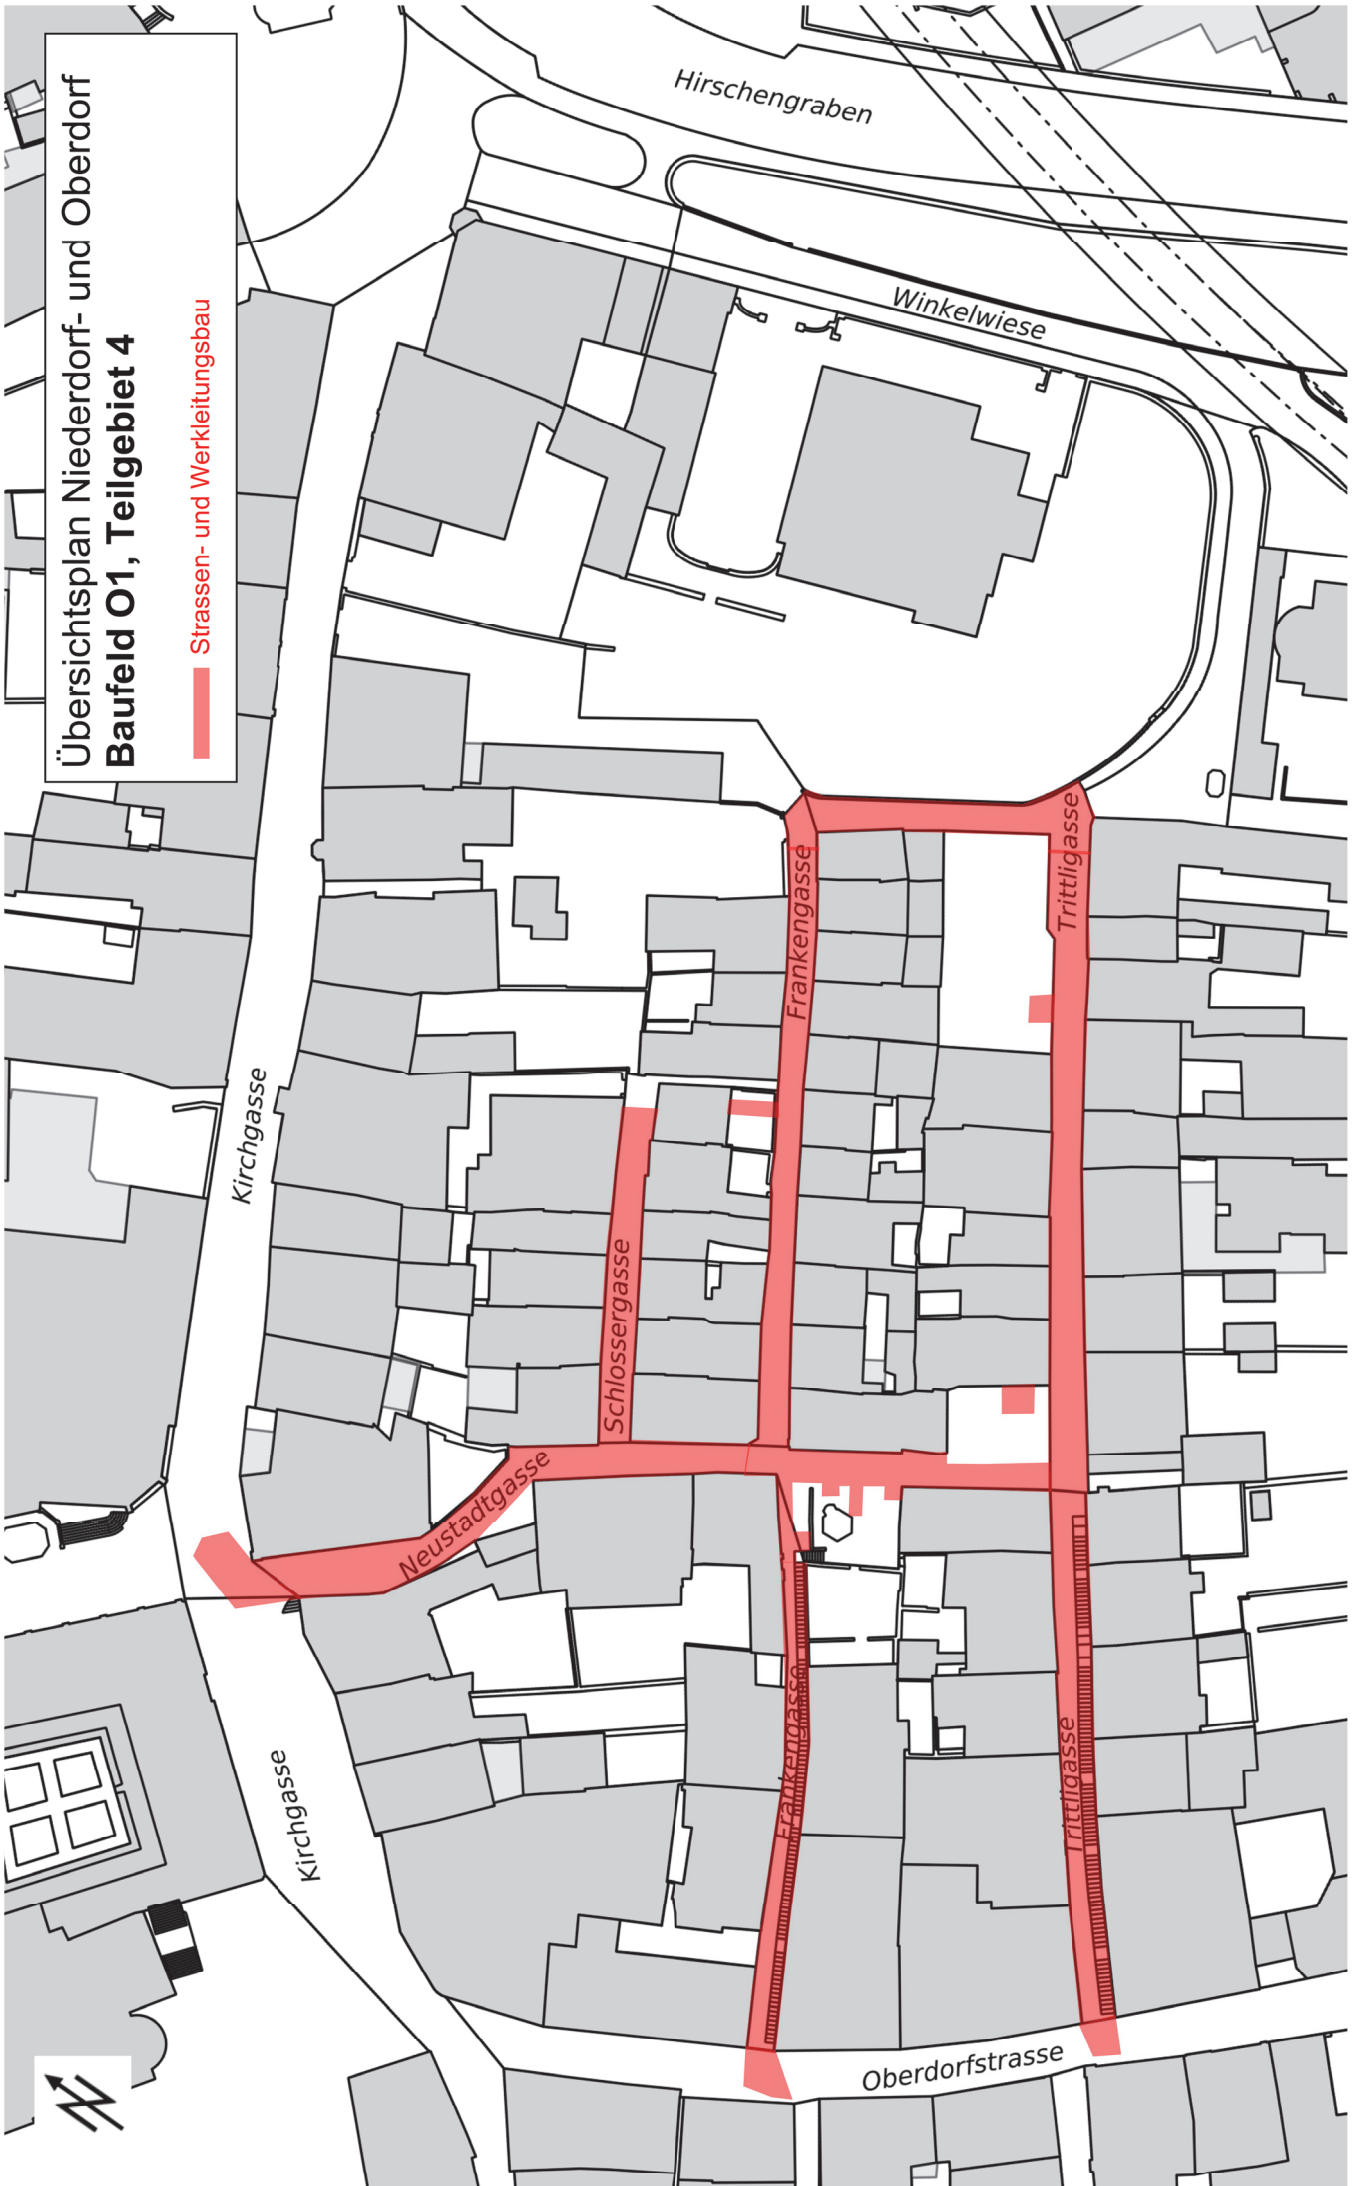 Übersichtsplan Niederdorf- und Oberdorf
Baufeld O1, Teilgebiet 4
Strassen- und Werkleitungsbau
Hirschengraben
Winkelwiese
Trittligasse
Frankengasse
Kirchgasse
Schlossergasse
Neustadtgasse
Frankengasse
Trittligasse
Kirchgasse
Oberdorfstrasse